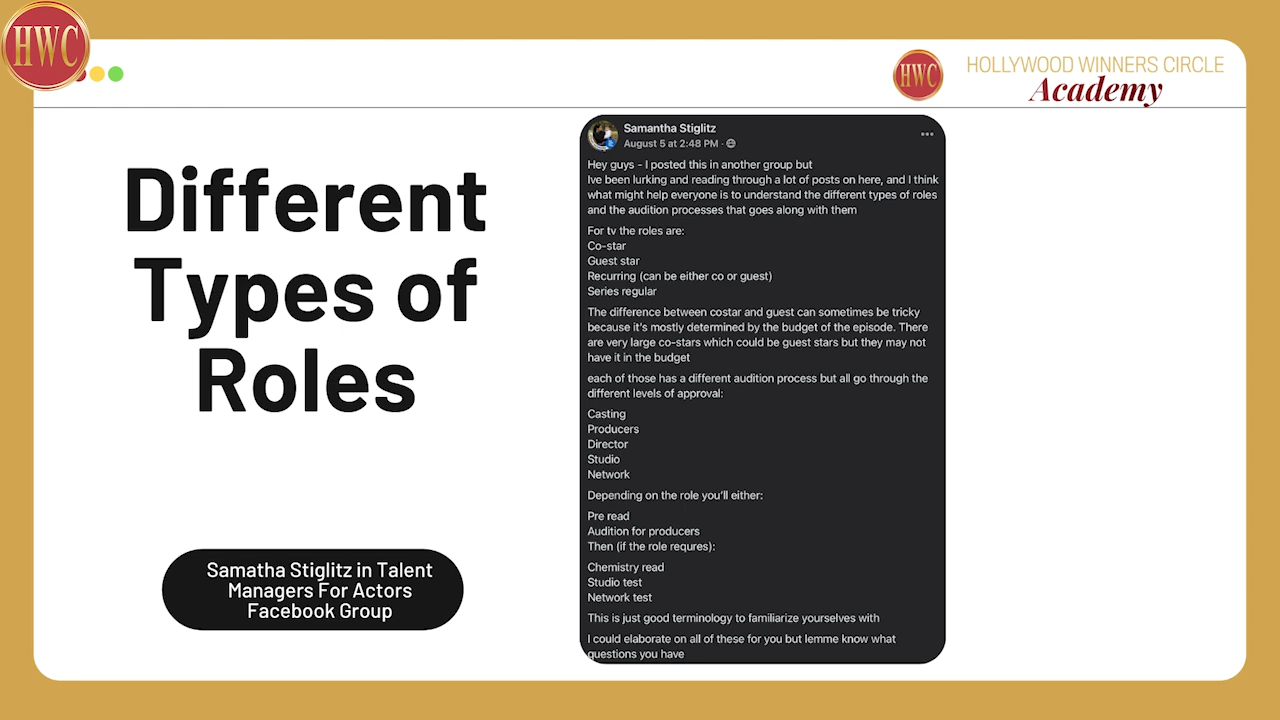 HWC
HWC
HOLLYWOOD WINNERS CIRCLE
Academy
Different
Types of
Roles
Samatha Stiglitz in Talent
Managers For Actors
Facebook Group
Samantha Stiglitz
August 5 at 2:48 PM ·
Hey guys - I posted this in another group but
Ive been lurking and reading through a lot of posts on here, and I think
what might help everyone is to understand the different types of roles
and the audition processes that goes along with them
For tv the roles are:
Co-star
Guest star
Recurring (can be either co or guest)
Series regular
The difference between costar and guest can sometimes be tricky
because it's mostly determined by the budget of the episode. There
are very large co-stars which could be guest stars but they may not
have it in the budget
each of those has a different audition process but all go through the
different levels of approval:
Casting
Producers
Director
Studio
Network
Depending on the role you'll either:
Pre read
Audition for producers
Then (if the role requres):
Chemistry read
Studio test
Network test
This is just good terminology to familiarize yourselves with
I could elaborate on all of these for you but lemme know what
questions you have